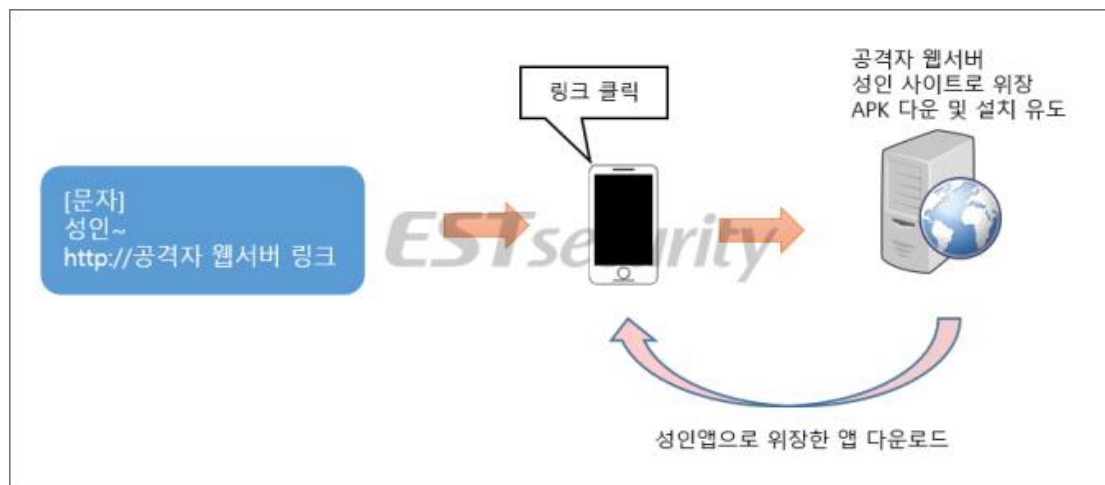 [문자]
성인~
http://공격자 웹서버 링크
링크 클릭
공격자 웹서버
성인 사이트로 위장
APK 다운 및 설치 유도
ESTsecurity
성인앱으로 위장한 앱 다운로드